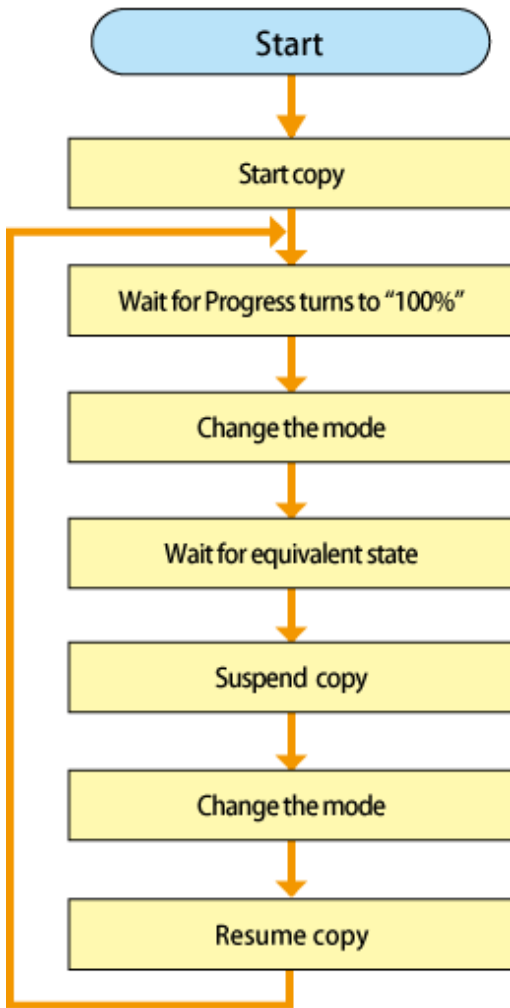 Start
Start copy
Wait for Progress turns to “100%”
Change the mode
Wait for equivalent state
Suspend copy
Change the mode
Resume copy